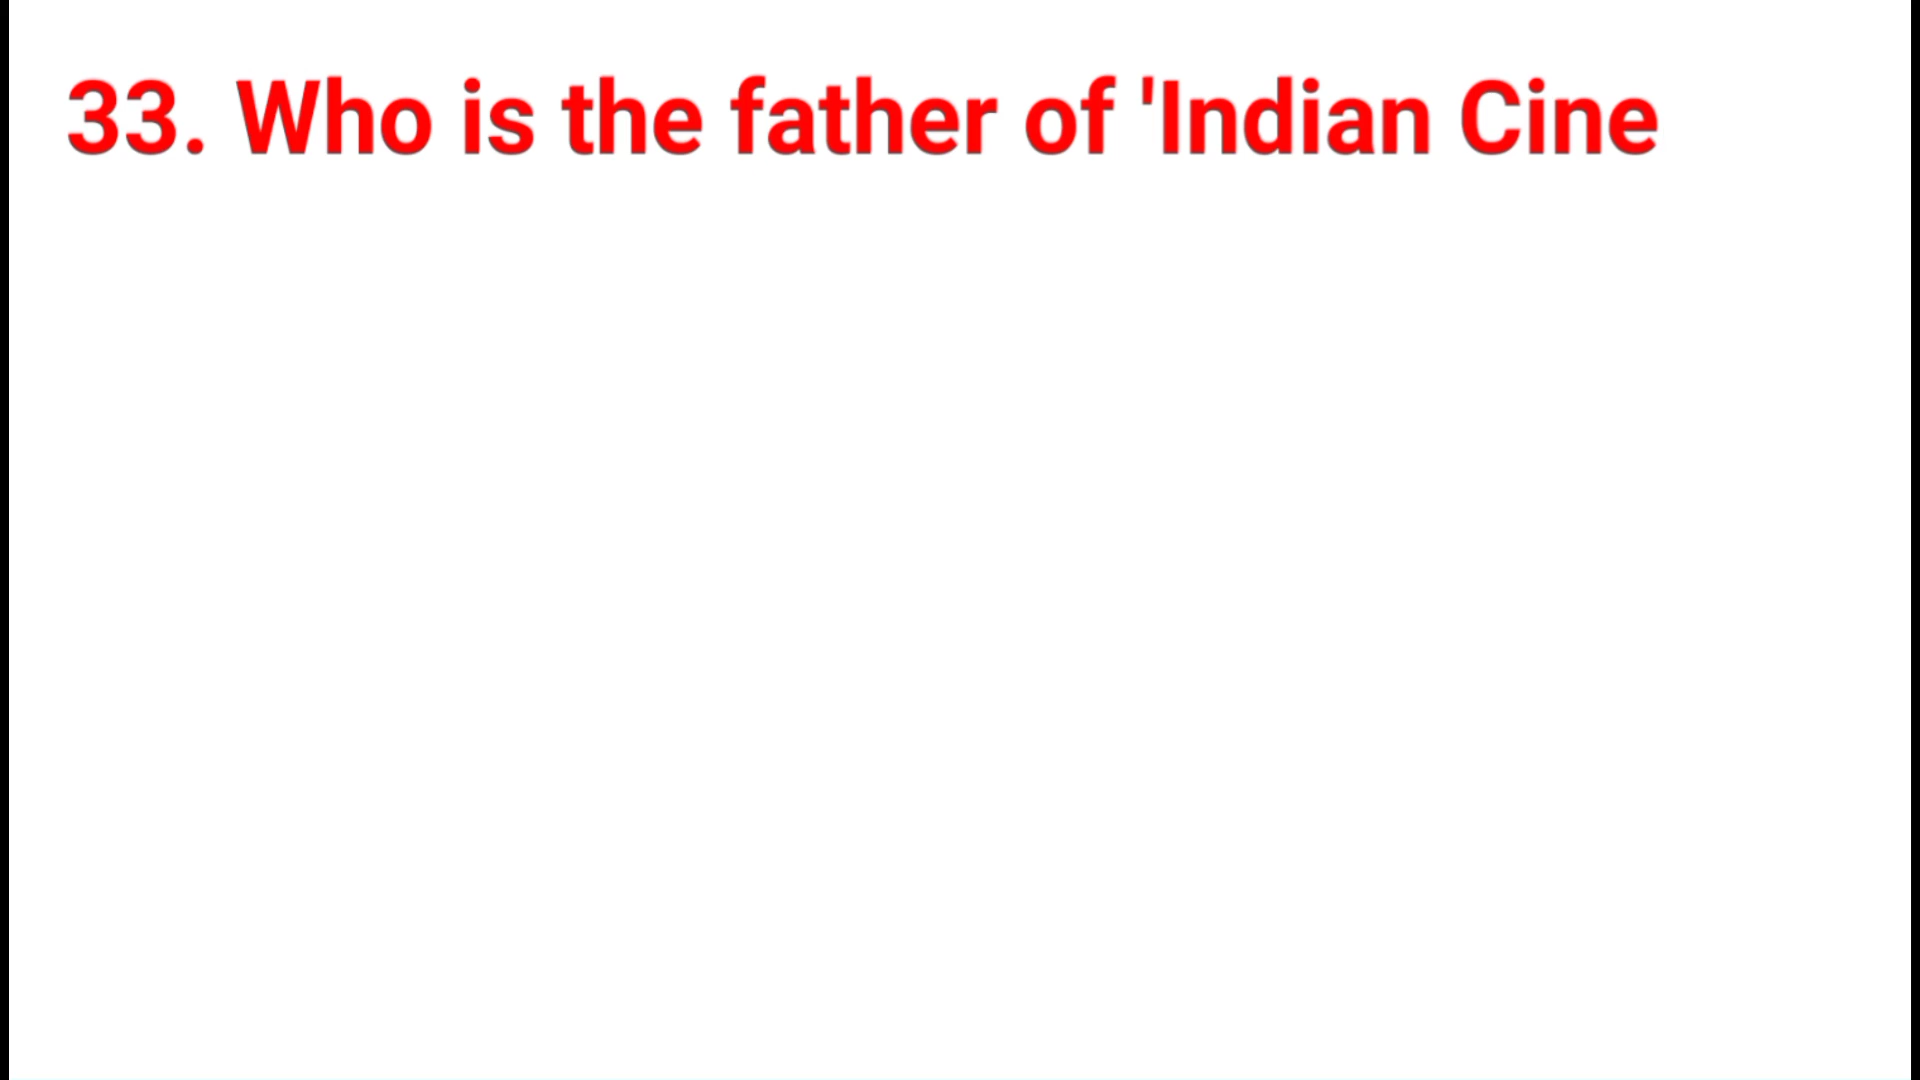 33. Who is the father of 'Indian Cine